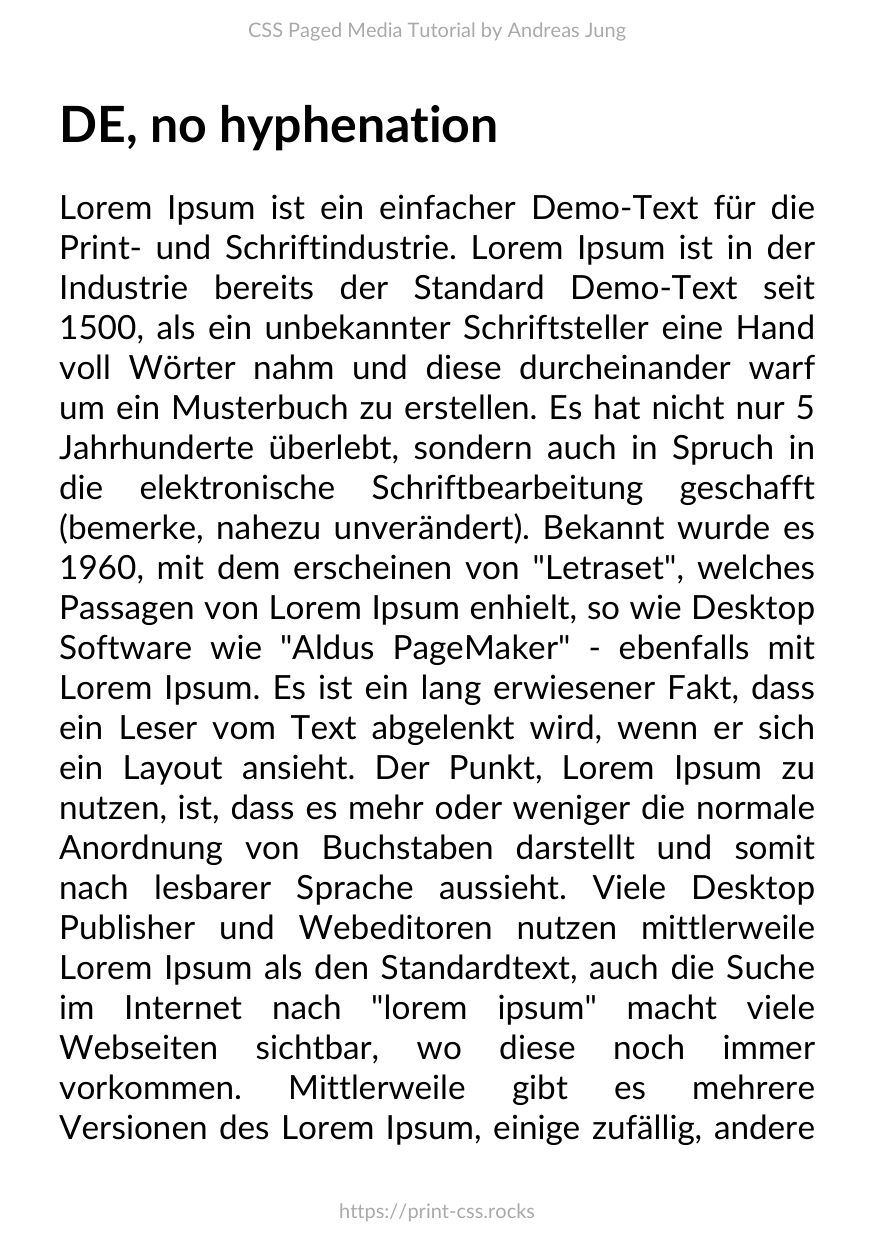 CSS Paged Media Tutorial by Andreas Jung
DE, no hyphenation
Lorem Ipsum ist ein einfacher Demo-Text für die
Print- und Schriftindustrie. Lorem Ipsum ist in der
Industrie bereits der Standard Demo-Text seit
1500, als ein unbekannter Schriftsteller eine Hand
voll Wörter nahm und diese durcheinander warf
um ein Musterbuch zu erstellen. Es hat nicht nur 5
Jahrhunderte überlebt, sondern auch in Spruch in
die elektronische Schriftbearbeitung geschafft
(bemerke, nahezu unverändert). Bekannt wurde es
1960, mit dem erscheinen von "Letraset", welches
Passagen von Lorem Ipsum enhielt, so wie Desktop
Software wie "Aldus PageMaker" - ebenfalls mit
Lorem Ipsum. Es ist ein lang erwiesener Fakt, dass
ein Leser vom Text abgelenkt wird, wenn er sich
ein Layout ansieht. Der Punkt, Lorem Ipsum zu
nutzen, ist, dass es mehr oder weniger die normale
Anordnung von Buchstaben darstellt und somit
nach lesbarer Sprache aussieht. Viele Desktop
Publisher und Webeditoren nutzen mittlerweile
Lorem Ipsum als den Standardtext, auch die Suche
im Internet nach "lorem ipsum" macht viele
Webseiten sichtbar, wo diese noch immer
vorkommen. Mittlerweile gibt es mehrere
Versionen des Lorem Ipsum, einige zufällig, andere
https://print-css.rocks